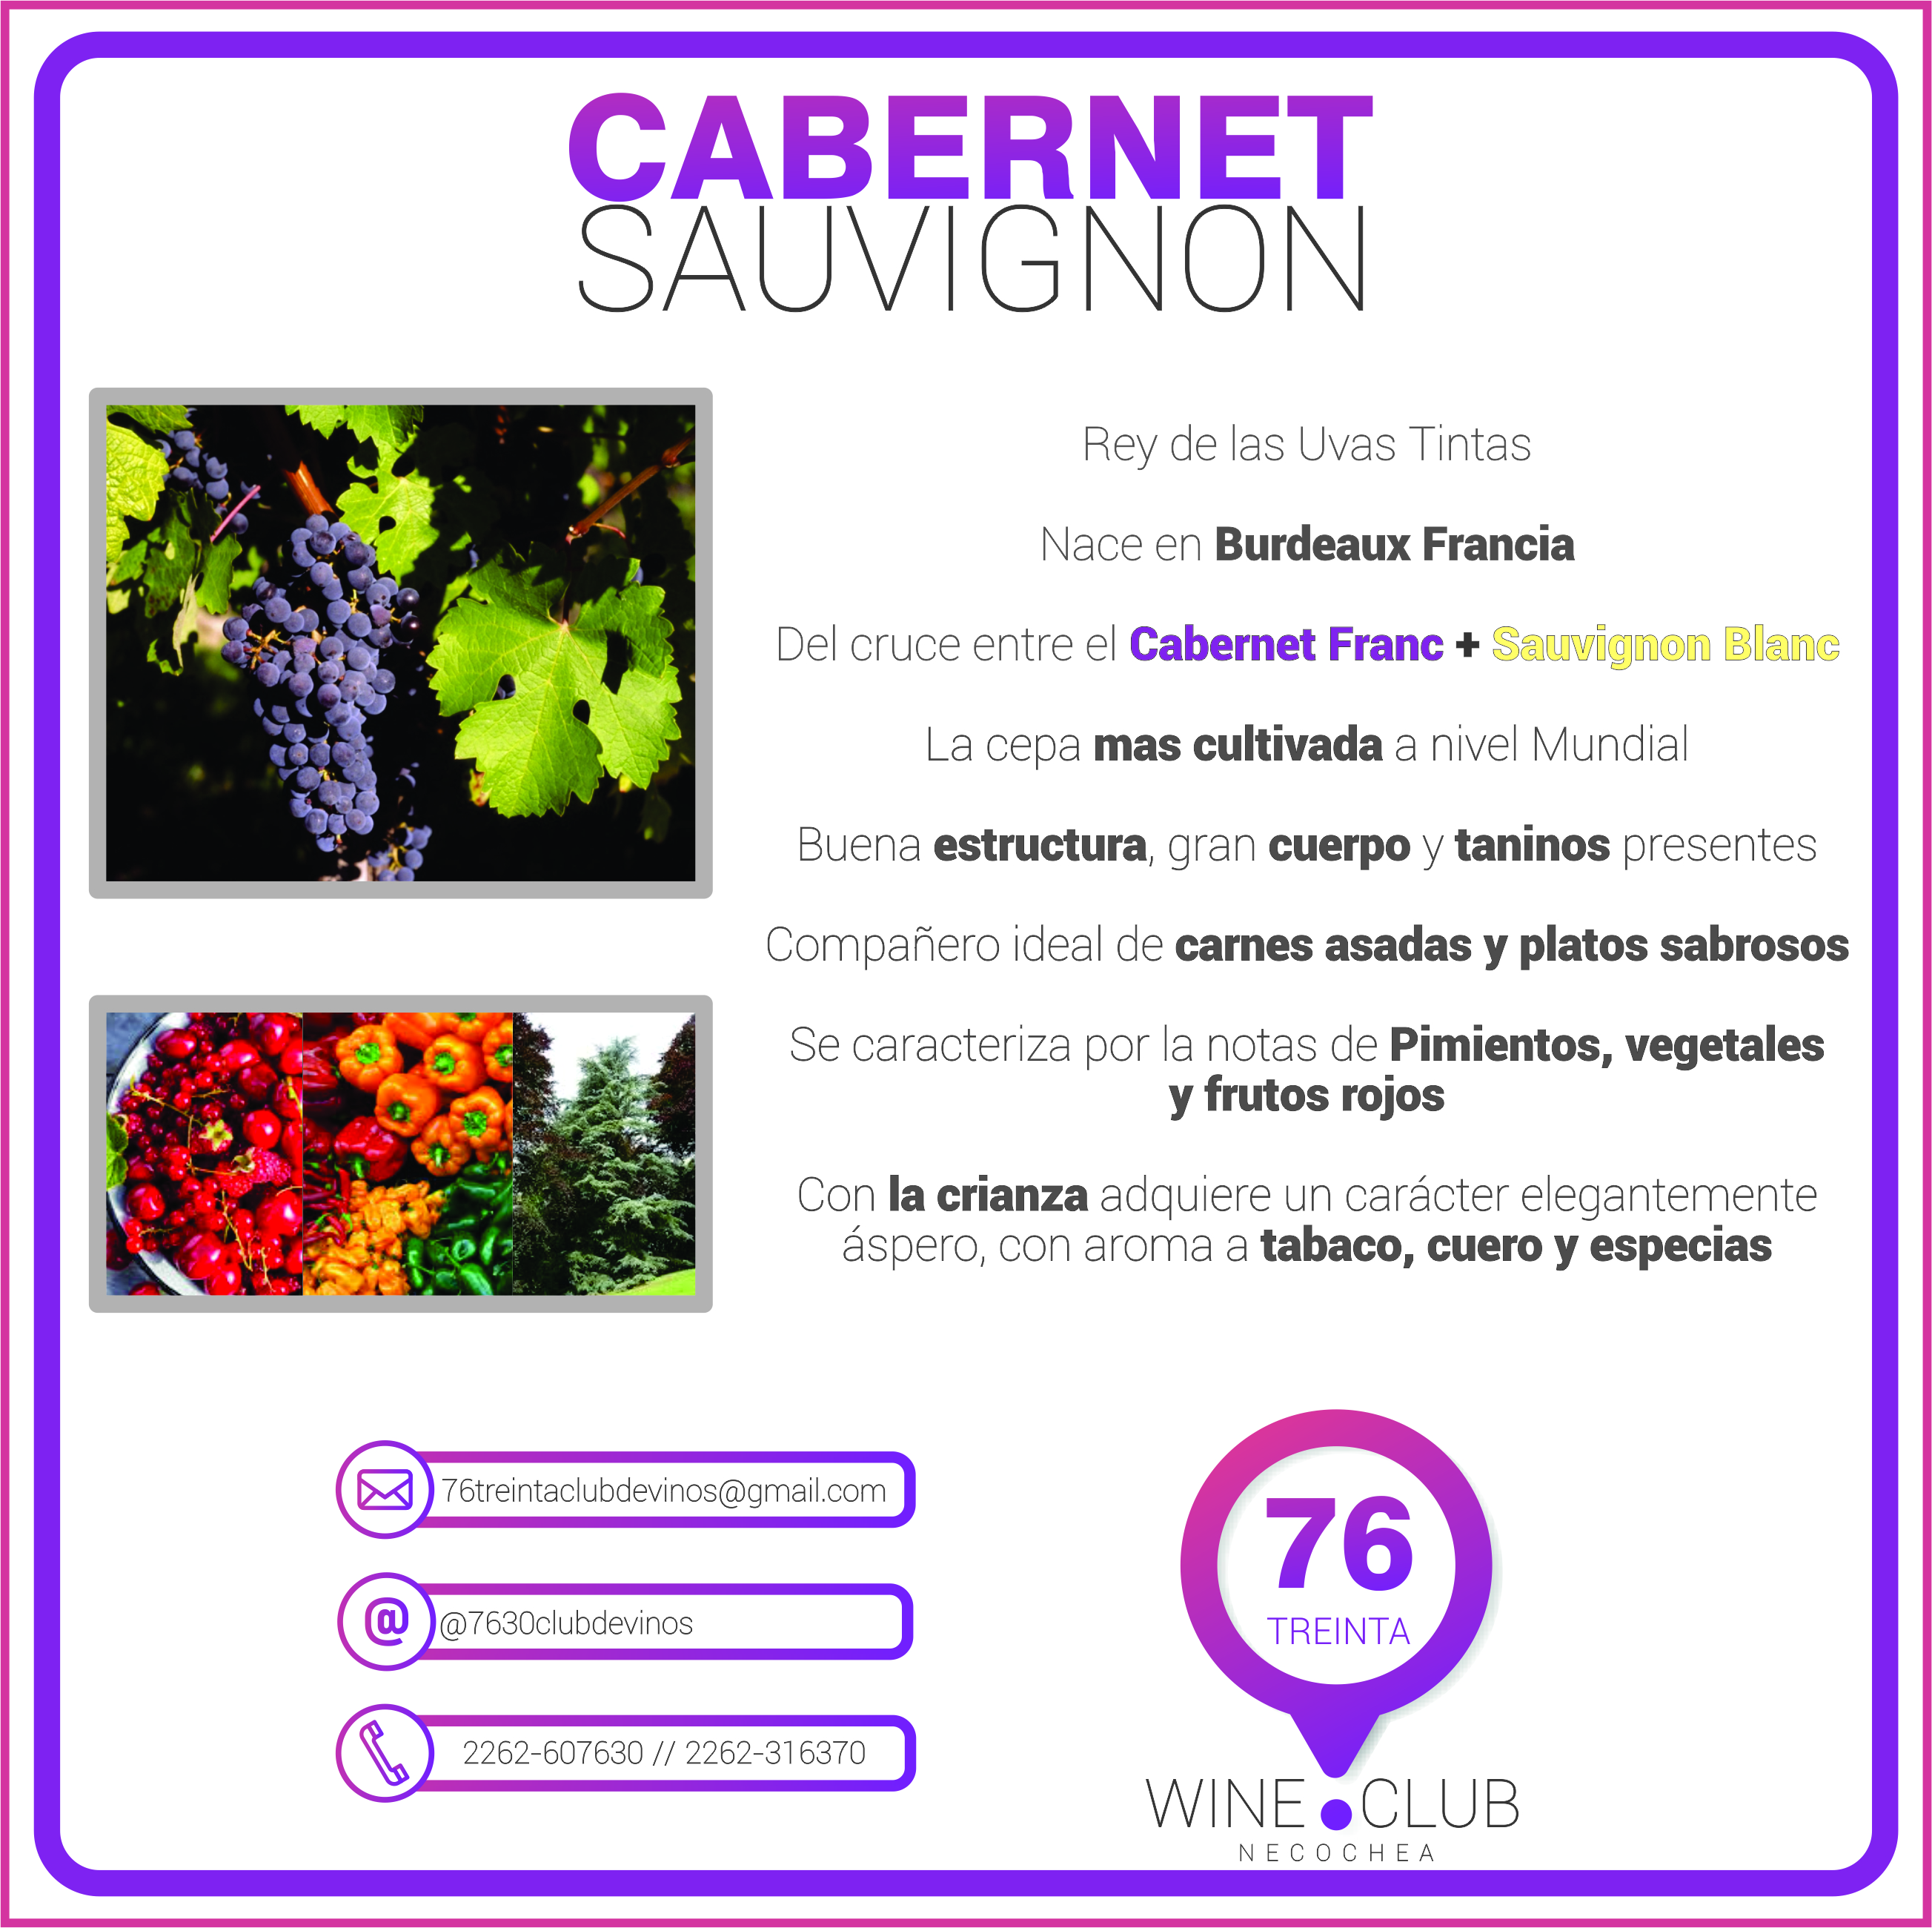 CABERNET
SAUVIGNON
Rey de las Uvas Tintas
Nace en Burdeaux Francia
Del cruce entre el Cabernet Franc + Sauvignon Blanc
La cepa mas cultivada a nivel Mundial
Buena estructura, gran cuerpo y taninos presentes
Compañero ideal de carnes asadas y platos sabrosos
Se caracteriza por la notas de Pimientos, vegetales
y frutos rojos
Con la crianza adquiere un carácter elegantemente
áspero, con aroma a tabaco, cuero y especias
76treintaclubdevinos@gmail.com
@ @7630clubdevinos
2262-607630 // 2262-316370
76
TREINTA
WINE.CLUB
NECOCHEA